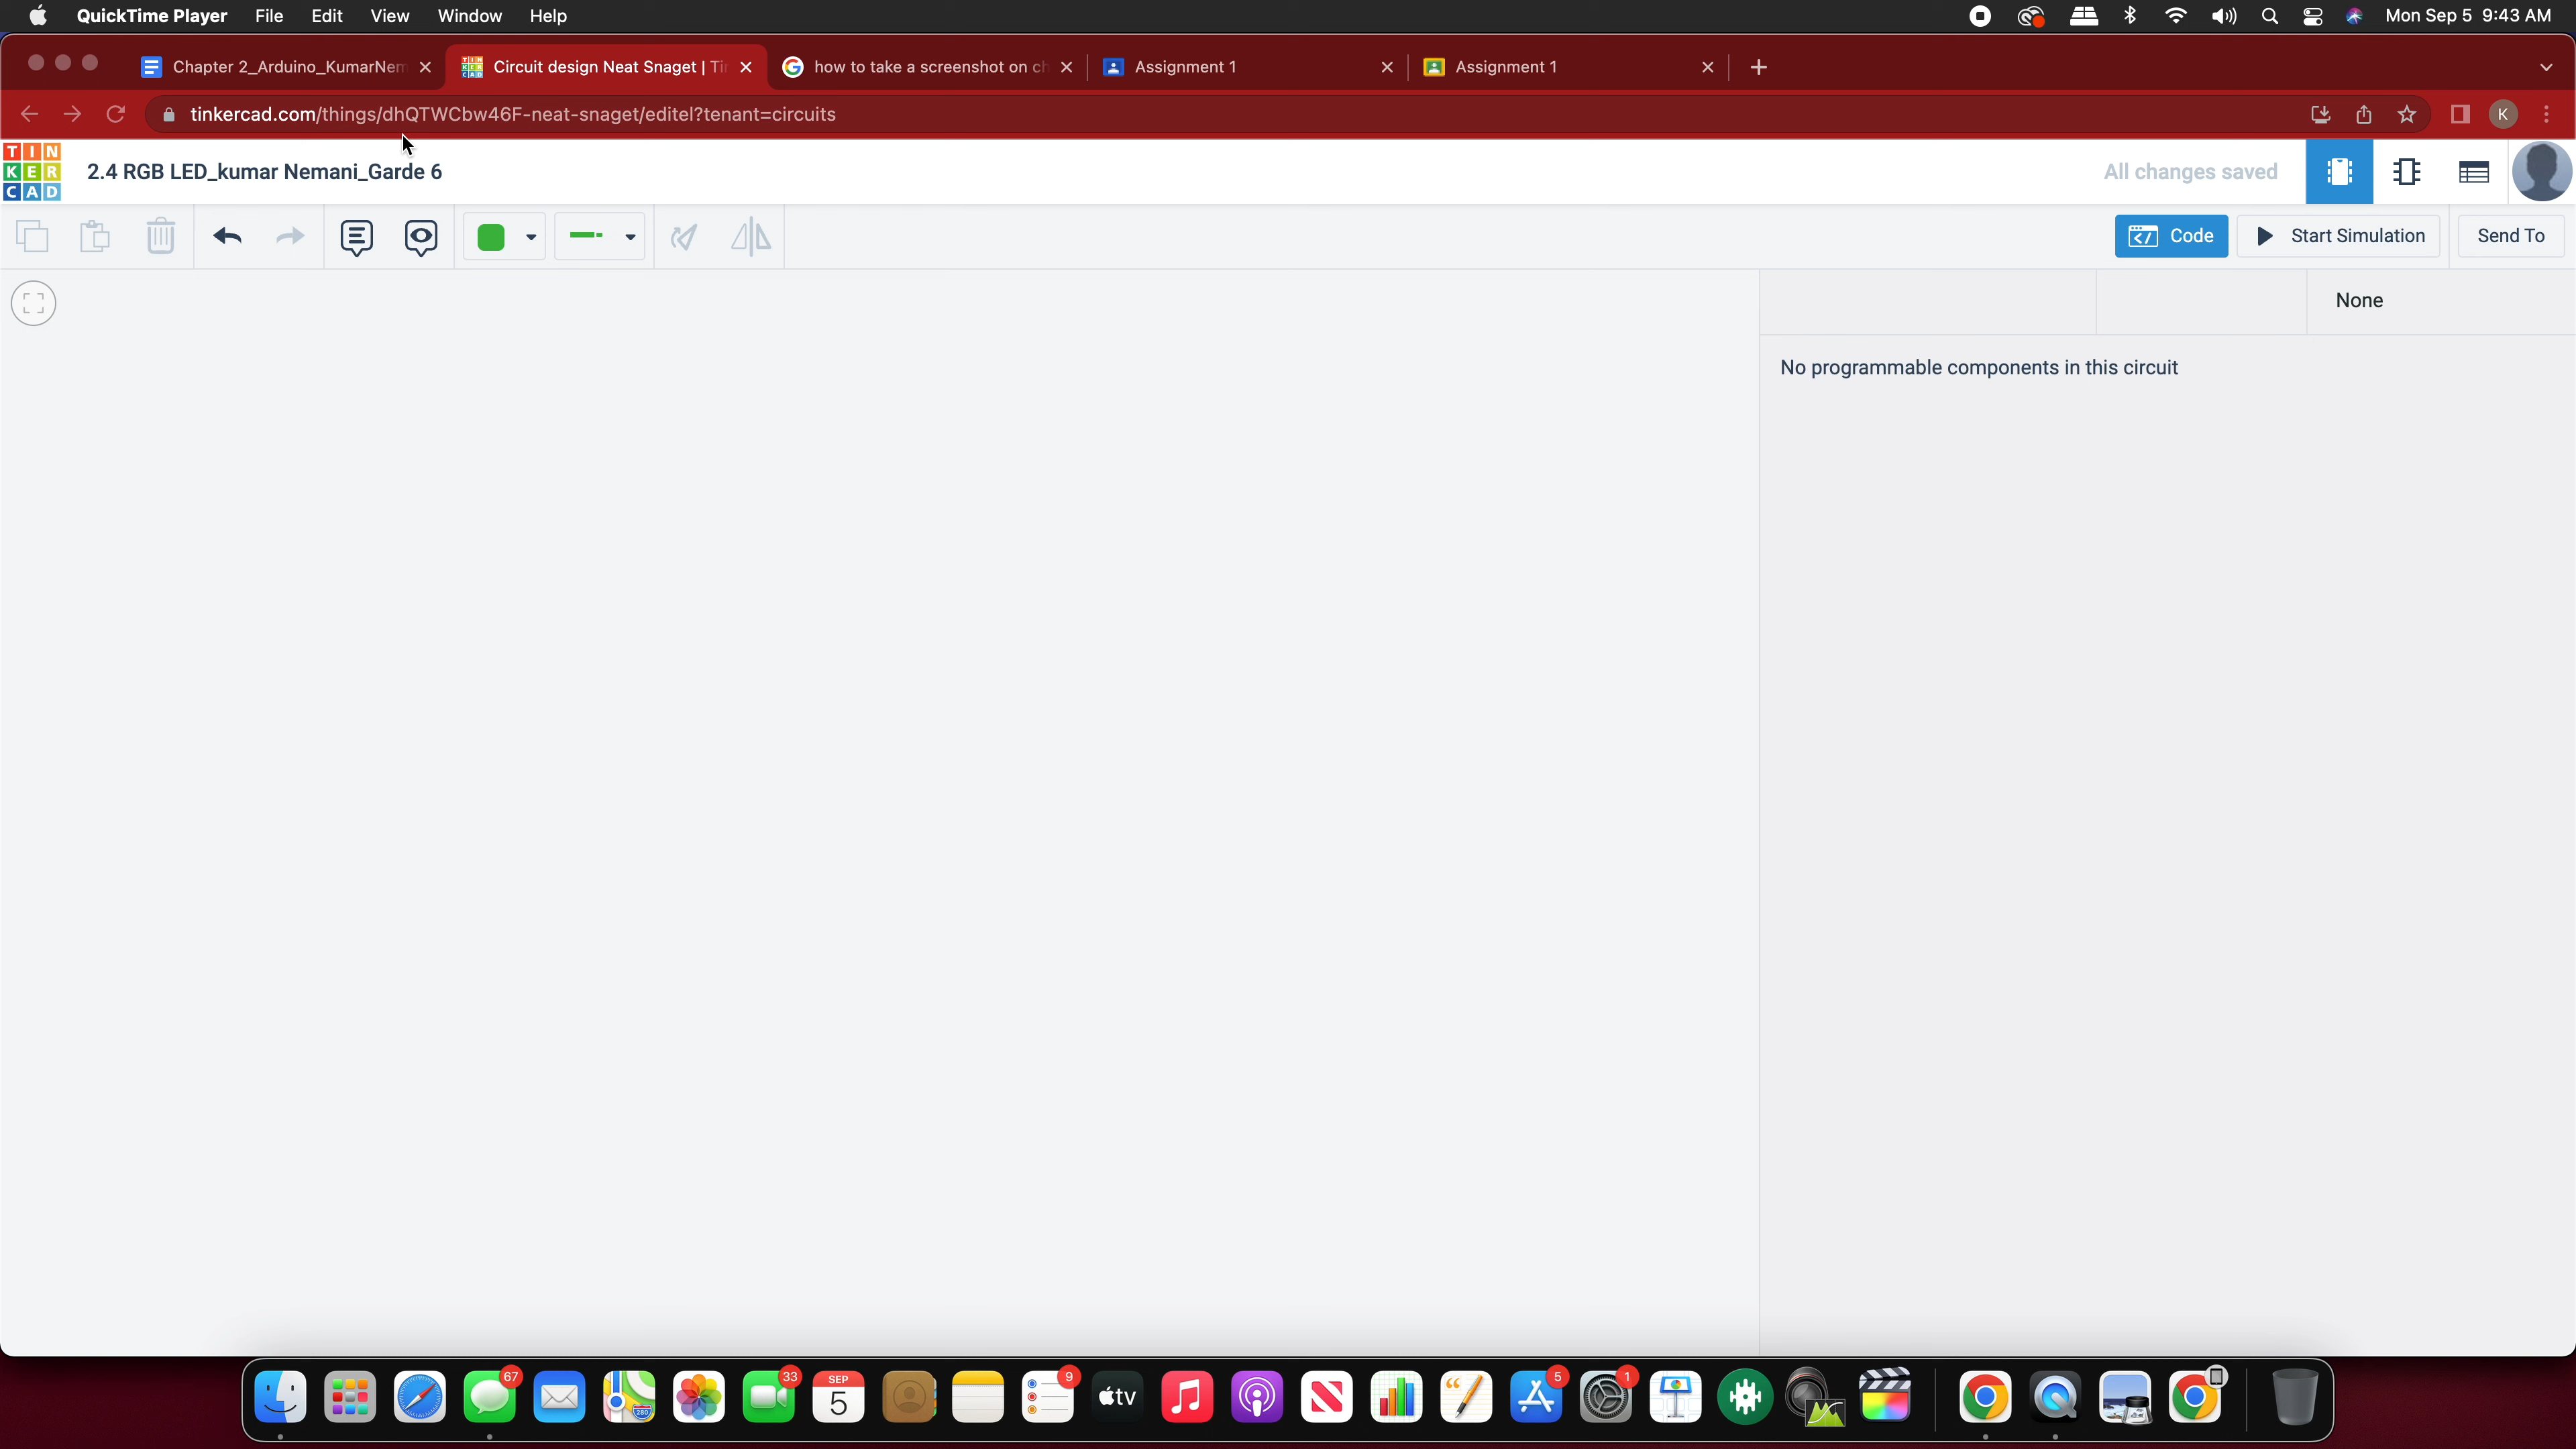 QuickTime Player File Edit View Window Help Mon Sep 5 9:43 AM
Chapter 2_Arduino_KumarNem Circuit design Neat Snaget | Tin how to take a screenshot on ch Assignment 1 Assignment 1
tinkercad.com/things/dhQTWCbw46F-neat-snaget/editel?tenant=circuits K
TIN
KER
CAD
2.4 RGB LED_kumar Nemani_Garde 6 All changes saved
Code Start Simulation Send To
None
No programmable components in this circuit
67 33 SEP 5 9 tv 5 1
280